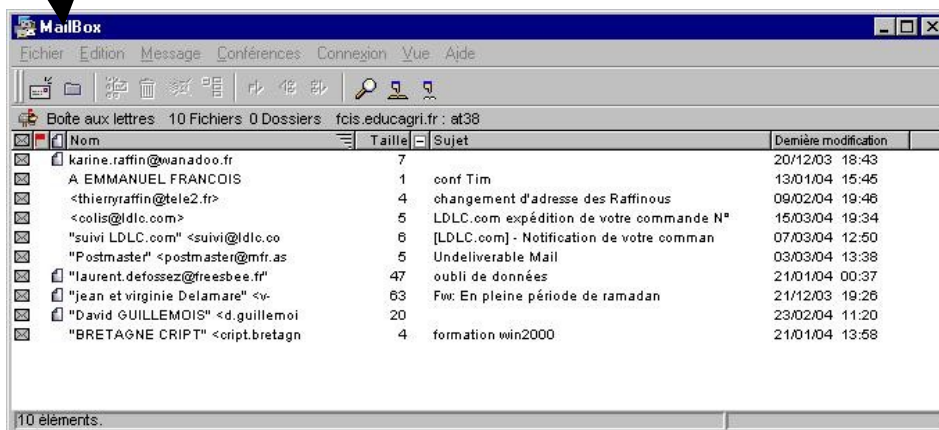 MailBox
Fichier Edition Message Conférences Connexion Vue Aide
Boîte aux lettres 10 Fichiers 0 Dossiers fcis.educagri.fr : at38
Nom Taille Sujet Dernière modification
karine.raffin@wanadoo.fr 7 20/12/03 18:43
A EMMANUEL FRANCOIS 1 conf Tim 13/01/04 15:45
<thierryraffin@tele2.fr> 4 changement d'adresse des Raffinous 09/02/04 19:46
<colis@ldlc.com> 5 LDLC.com expédition de votre commande N° 15/03/04 19:34
"suivi LDLC.com" <suivi@ldlc.co 6 [LDLC.com] - Notification de votre comman 07/03/04 12:50
"Postmaster" <postmaster@mfr.as 5 Undeliverable Mail 03/03/04 13:38
"laurent.defossez@freesbee.fr" 47 oubli de données 21/01/04 00:37
"jean et virginie Delamare" <v- 63 Fw: En pleine période de ramadan 21/12/03 19:26
"David GUILLEMOIS" <d.guillemoi 20 23/02/04 11:20
"BRETAGNE CRIPT" <cript.bretagn 4 formation win2000 21/01/04 13:58
10 éléments.